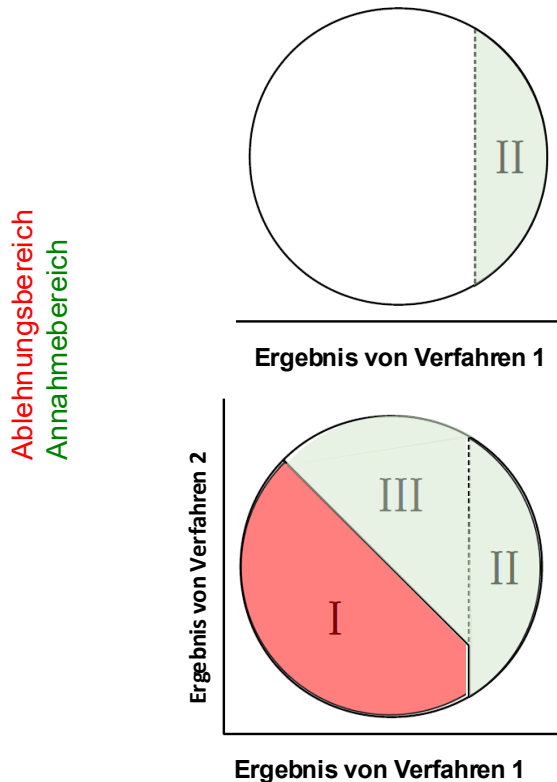 Ablehnungsbereich
Annahmebereich
II
Ergebnis von Verfahren 1
Ergebnis von Verfahren 2
III
II
I
Ergebnis von Verfahren 1